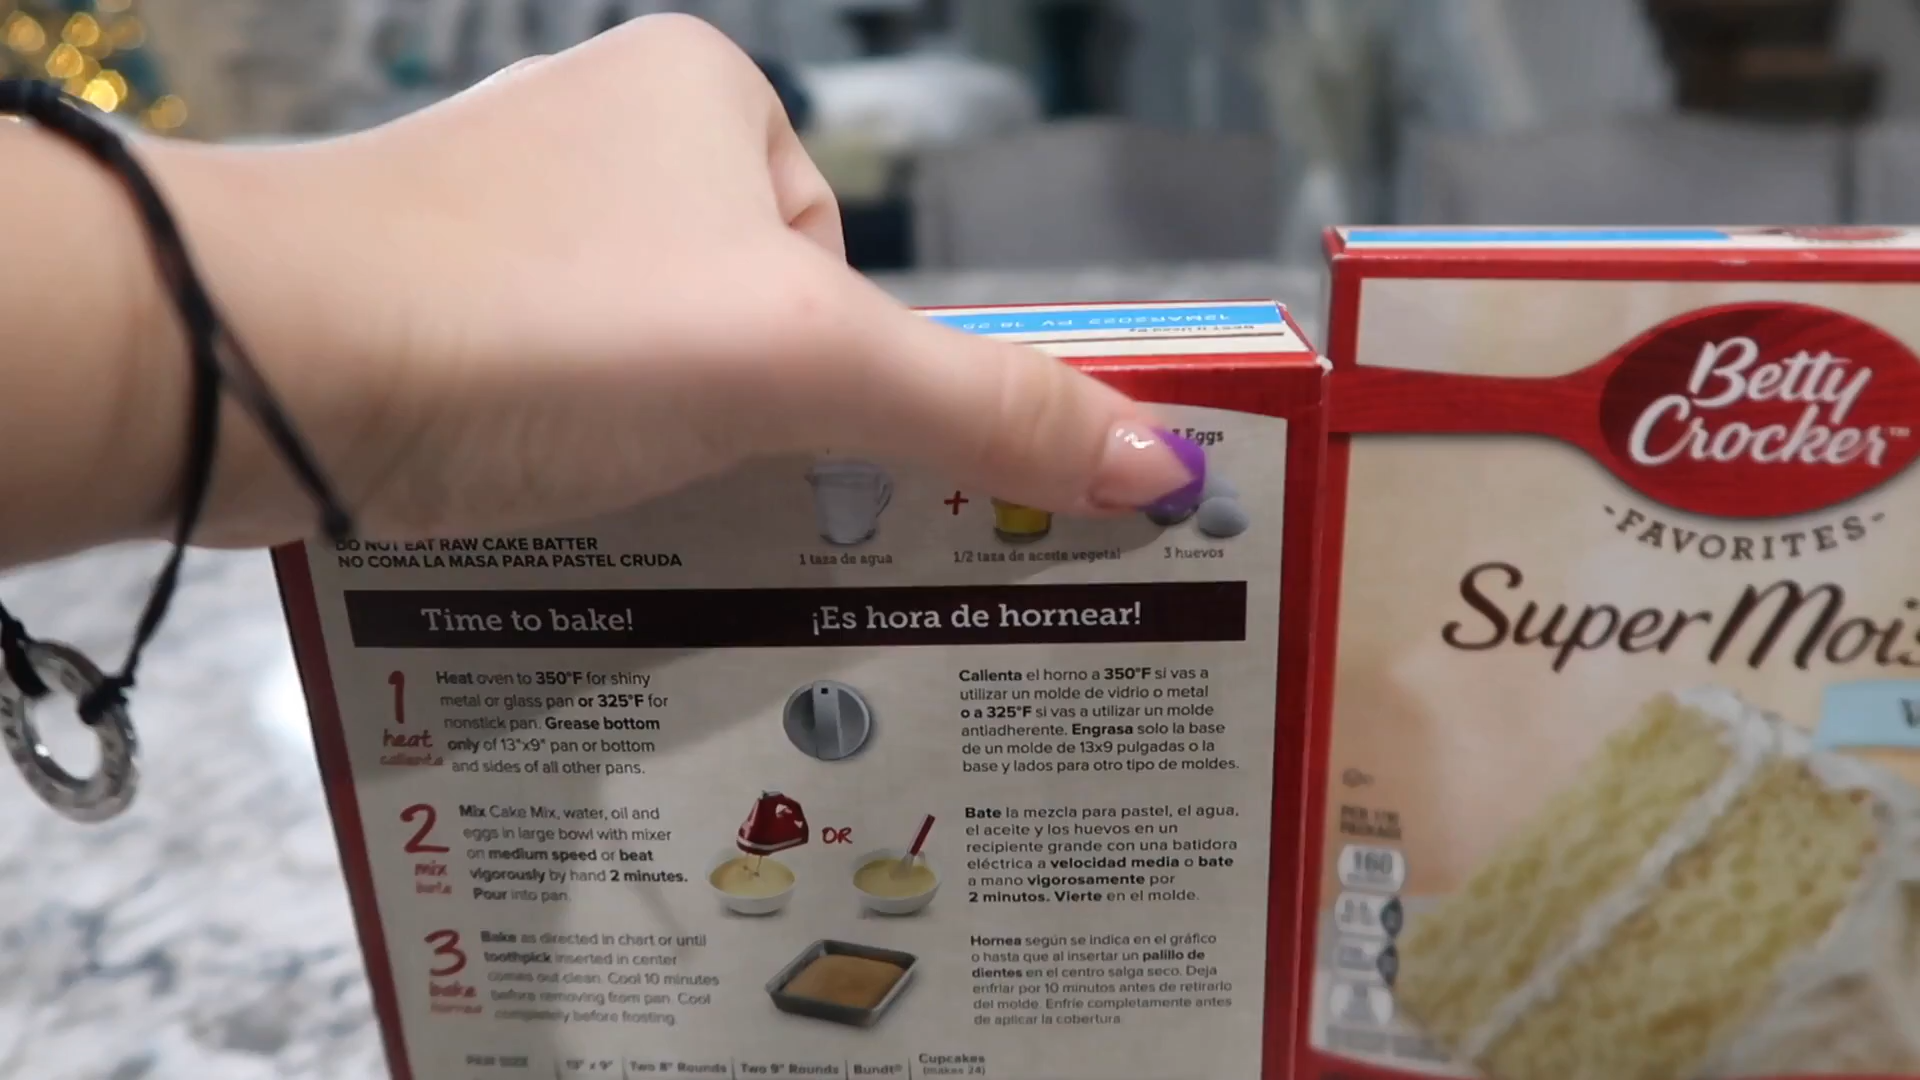 Eggs
+
DO NOT EAT RAW CAKE BATTER
NO COMA LA MASA PARA PASTEL CRUDA
1 taza de agua
1/2 taza de aceite vegetal
3 huevos
Time to bake!
¡Es hora de hornear!
1
heat
calienta
Heat oven to 350°F for shiny
metal or glass pan or 325°F for
nonstick pan. Grease bottom
only of 13"x9" pan or bottom
and sides of all other pans.
Calienta el horno a 350°F si vas a
utilizar un molde de vidrio o metal
o a 325°F si vas a utilizar un molde
antiadherente. Engrasa solo la base
de un molde de 13x9 pulgadas o la
base y lados para otro tipo de moldes.
2
mix
bate
Mix Cake Mix, water, oil and
eggs in large bowl with mixer
on medium speed or beat
vigorously by hand 2 minutes.
Pour into pan.
OR
Bate la mezcla para pastel, el agua,
el aceite y los huevos en un
recipiente grande con una batidora
eléctrica a velocidad media o bate
a mano vigorosamente por
2 minutos. Vierte en el molde.
3
bake
hornea
Bake as directed in chart or until
toothpick inserted in center
comes out clean. Cool 10 minutes
before removing from pan. Cool
completely before frosting.
Hornea según se indica en el gráfico
o hasta que al insertar un palillo de
dientes en el centro salga seco. Deja
enfriar por 10 minutos antes de retirarlo
del molde. Enfríe completamente antes
de aplicar la cobertura.
PAN SIZE
13" x 9"
Two 8" Rounds
Two 9" Rounds
Bundt®
Cupcakes
(makes 24)
Betty
Crocker™
-FAVORITES-
Super Mois
V
160